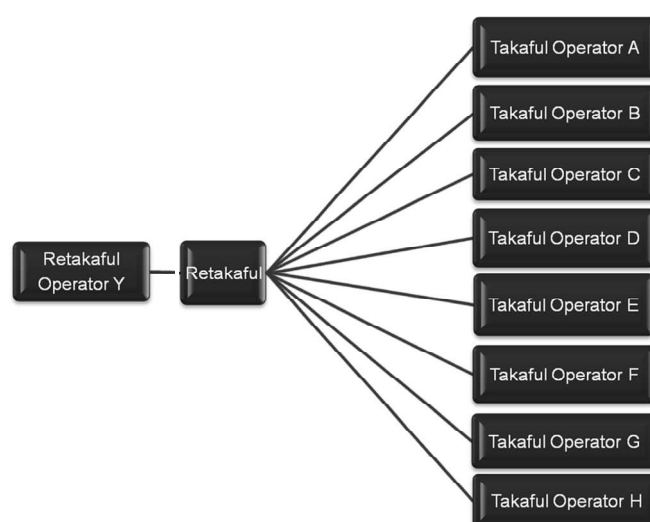 Takaful Operator A
Takaful Operator B
Takaful Operator C
Takaful Operator D
Retakaful
Operator Y
Retakaful
Takaful Operator E
Takaful Operator F
Takaful Operator G
Takaful Operator H